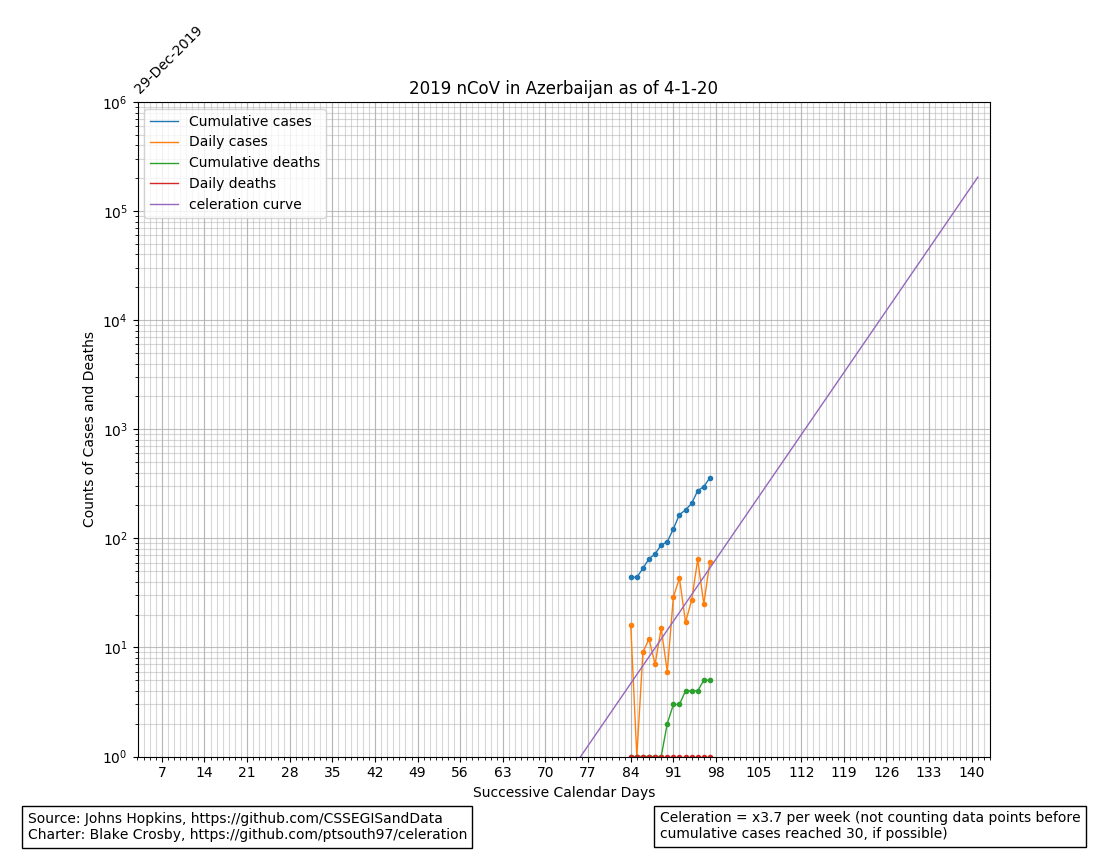 29-Dec-2019
2019 nCoV in Azerbaijan as of 4-1-20
Cumulative cases
Daily cases
Cumulative deaths
Daily deaths
celeration curve
Counts of Cases and Deaths
10^6
10^5
10^4
10^3
10^2
10^1
10^0
7 14 21 28 35 42 49 56 63 70 77 84 91 98 105 112 119 126 133 140
Successive Calendar Days
Source: Johns Hopkins, https://github.com/CSSEGISandData
Charter: Blake Crosby, https://github.com/ptsouth97/celeration
Celeration = x3.7 per week (not counting data points before
cumulative cases reached 30, if possible)